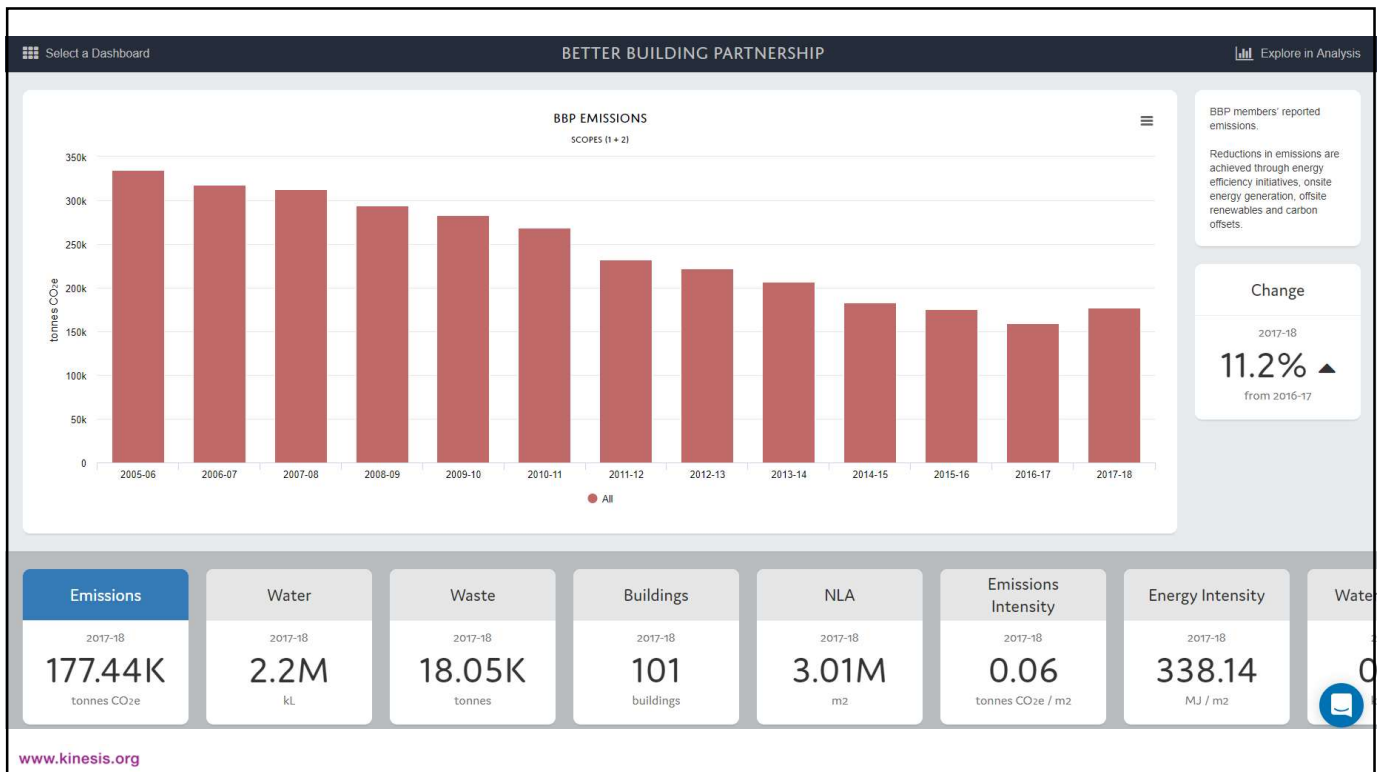 Select a Dashboard
BETTER BUILDING PARTNERSHIP
Explore in Analysis
BBP EMISSIONS
SCOPES (1 + 2)
350k
300k
250k
200k
150k
100k
50k
0
tonnes CO2e
2005-06 2006-07 2007-08 2008-09 2009-10 2010-11 2011-12 2012-13 2013-14 2014-15 2015-16 2016-17 2017-18
All
BBP members' reported
emissions.
Reductions in emissions are
achieved through energy
efficiency initiatives, onsite
energy generation, offsite
renewables and carbon
offsets.
Change
2017-18
11.2%
from 2016-17
Emissions
2017-18
177.44K
tonnes CO2e
Water
2017-18
2.2M
kL
Waste
2017-18
18.05K
tonnes
Buildings
2017-18
101
buildings
NLA
2017-18
3.01M
m2
Emissions
Intensity
2017-18
0.06
tonnes CO2e / m2
Energy Intensity
2017-18
338.14
MJ / m2
Wate
2
0
www.kinesis.org